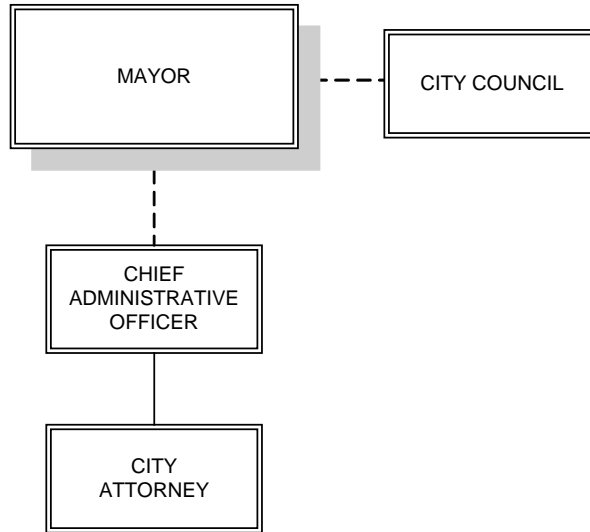 MAYOR
CITY COUNCIL
CHIEF
ADMINISTRATIVE
OFFICER
CITY
ATTORNEY